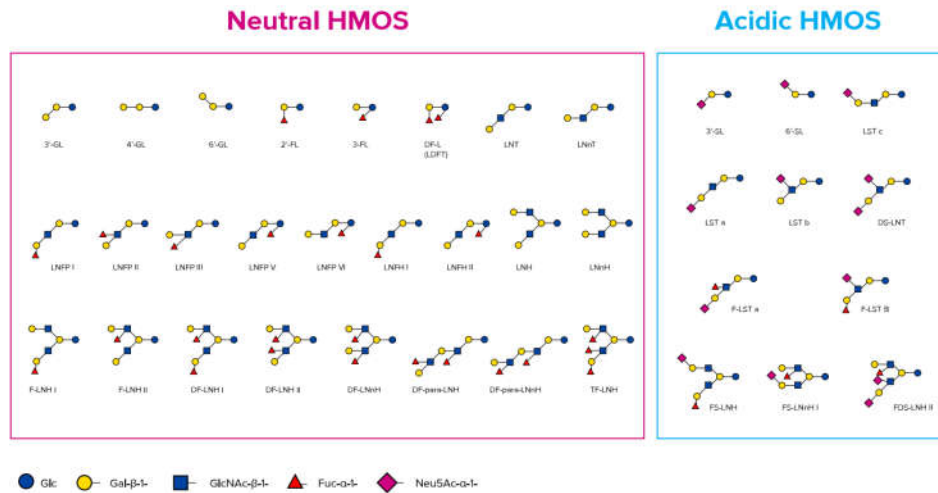 Neutral HMOS
Acidic HMOS
3'-GL 4'-GL 6'-GL 2'-FL 3-FL DF-L LNT LNnT
(LDFT)
3'-SL 6'-SL LST c
LST a LST b DS-LNT
LNFP I LNFP II LNFP III LNFP V LNFP VI LNFH I LNFH II LNH LNnH
F-LST a F-LST B
F-LNH I F-LNH II DF-LNH I DF-LNH II DF-LNnH DF-para-LNH DF-para-LNnH TF-LNH
FS-LNH FS-LNnH I FDS-LNH II
Glc Gal-β-1- GlcNAc-β-1- Fuc-α-1- Neu5Ac-α-1-